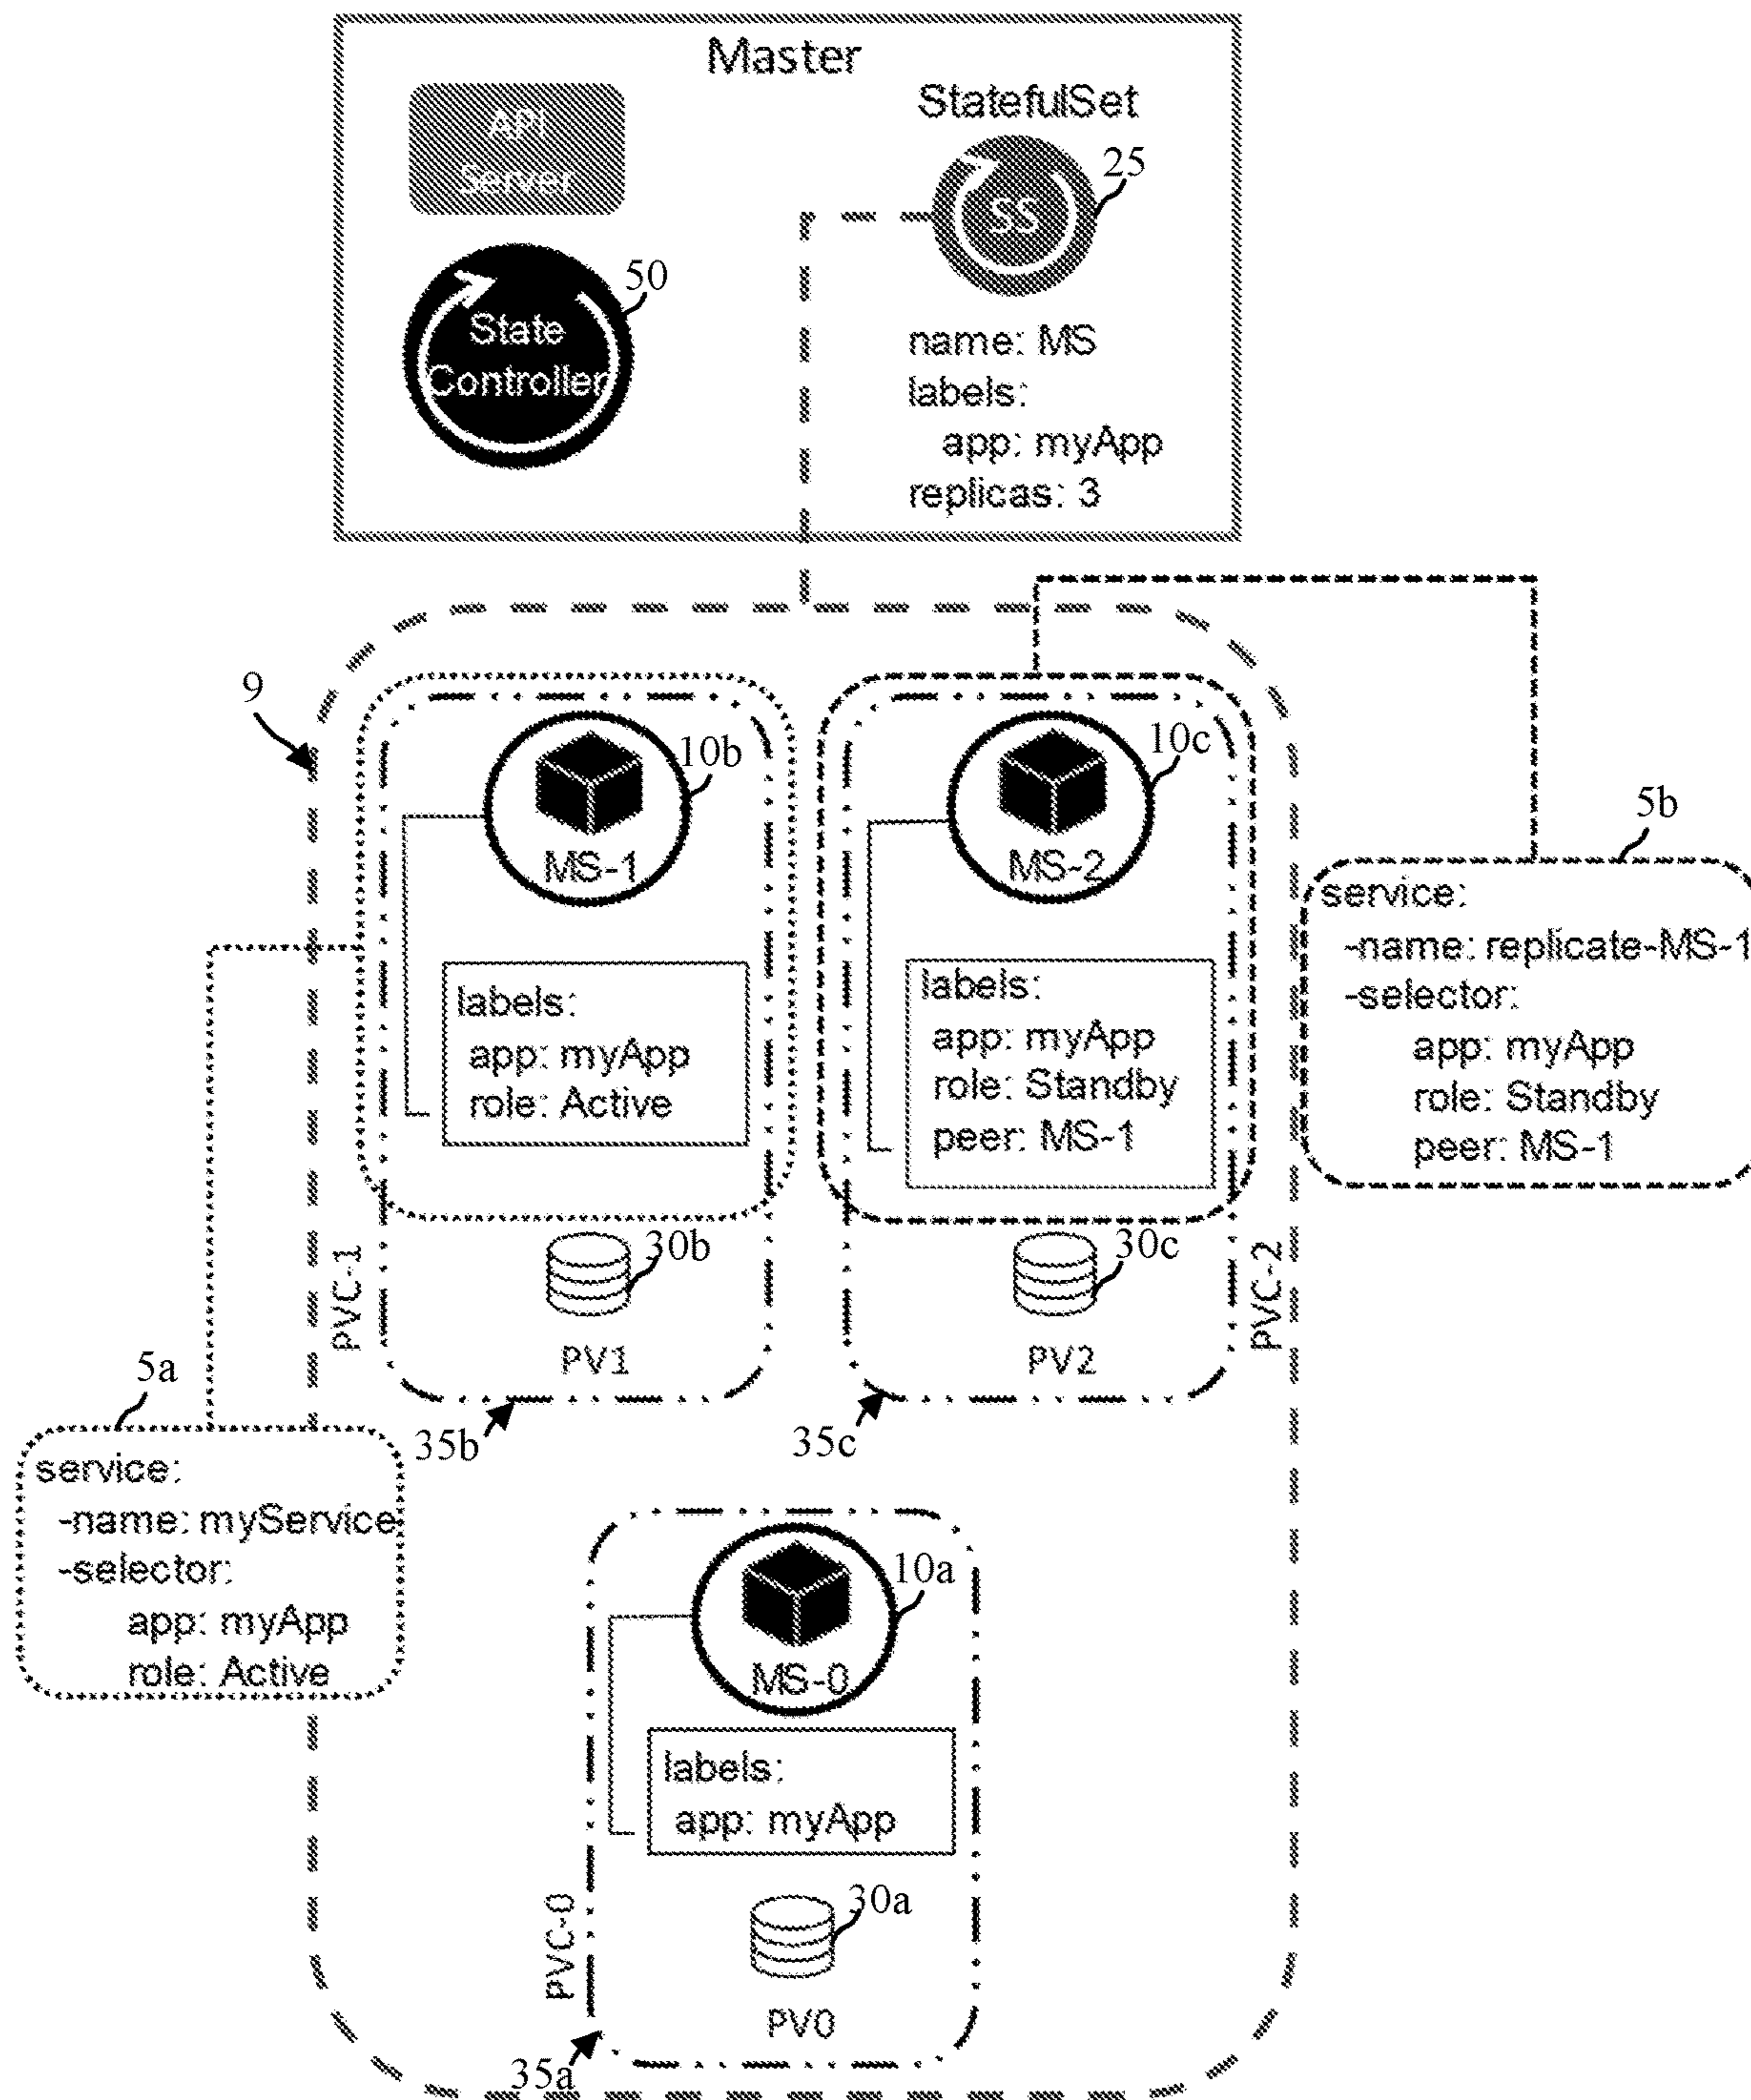 Master
API
Server
StatefulSet
25
SS
50
State
Controller
name: MS
labels:
app: myApp
replicas: 3
9
10b
MS-1
labels:
app: myApp
role: Active
30b
PV1
PVC-1
35b
10c
MS-2
labels:
app: myApp
role: Standby
peer: MS-1
30c
PV2
PVC-2
35c
5b
service:
-name: replicate-MS-1
-selector:
app: myApp
role: Standby
peer: MS-1
5a
service:
-name: myService
-selector:
app: myApp
role: Active
10a
MS-0
labels:
app: myApp
30a
PV0
PVC-0
35a